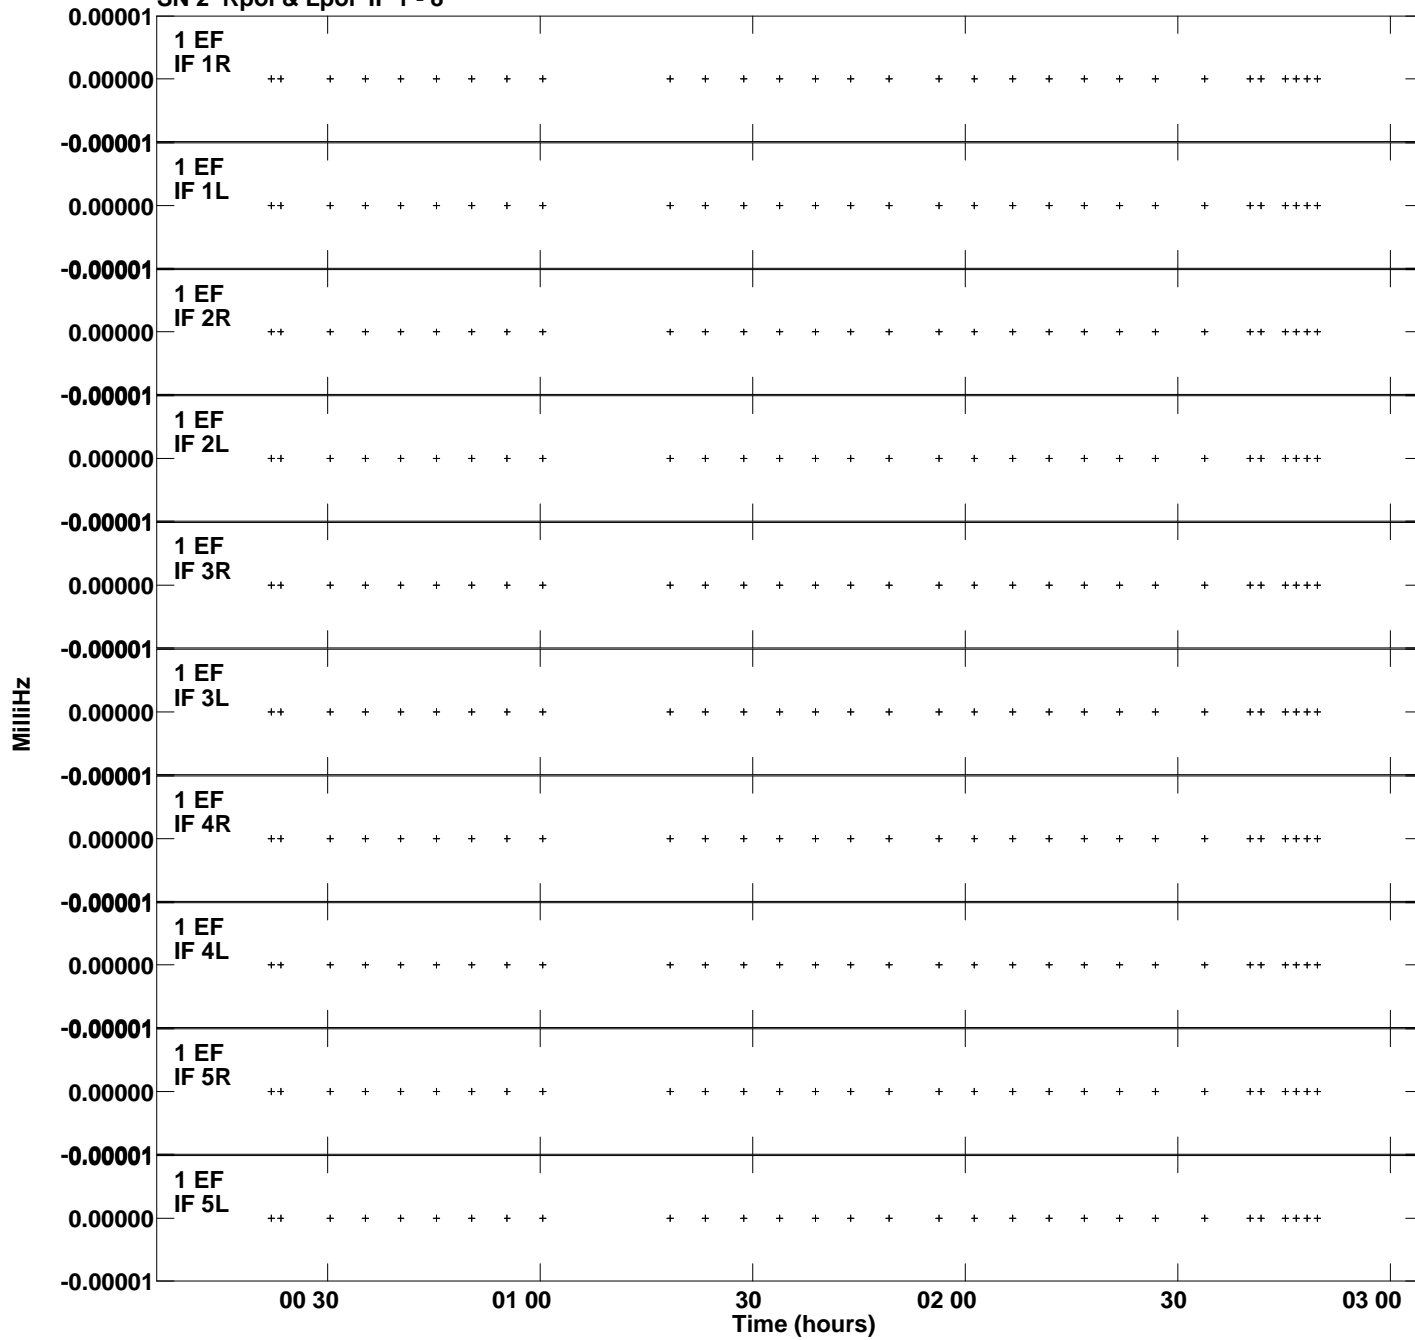 SN 2 Rpol & Lpol IF 1 - 8
0.00001
1 EF
IF 1R
0.00000
-0.00001
1 EF
IF 1L
0.00000
-0.00001
1 EF
IF 2R
0.00000
-0.00001
1 EF
IF 2L
0.00000
-0.00001
1 EF
IF 3R
0.00000
-0.00001
1 EF
IF 3L
0.00000
-0.00001
1 EF
IF 4R
0.00000
-0.00001
1 EF
IF 4L
0.00000
-0.00001
1 EF
IF 5R
0.00000
-0.00001
1 EF
IF 5L
0.00000
-0.00001
MilliHz
00 30 01 00 30 02 00 30 03 00
Time (hours)